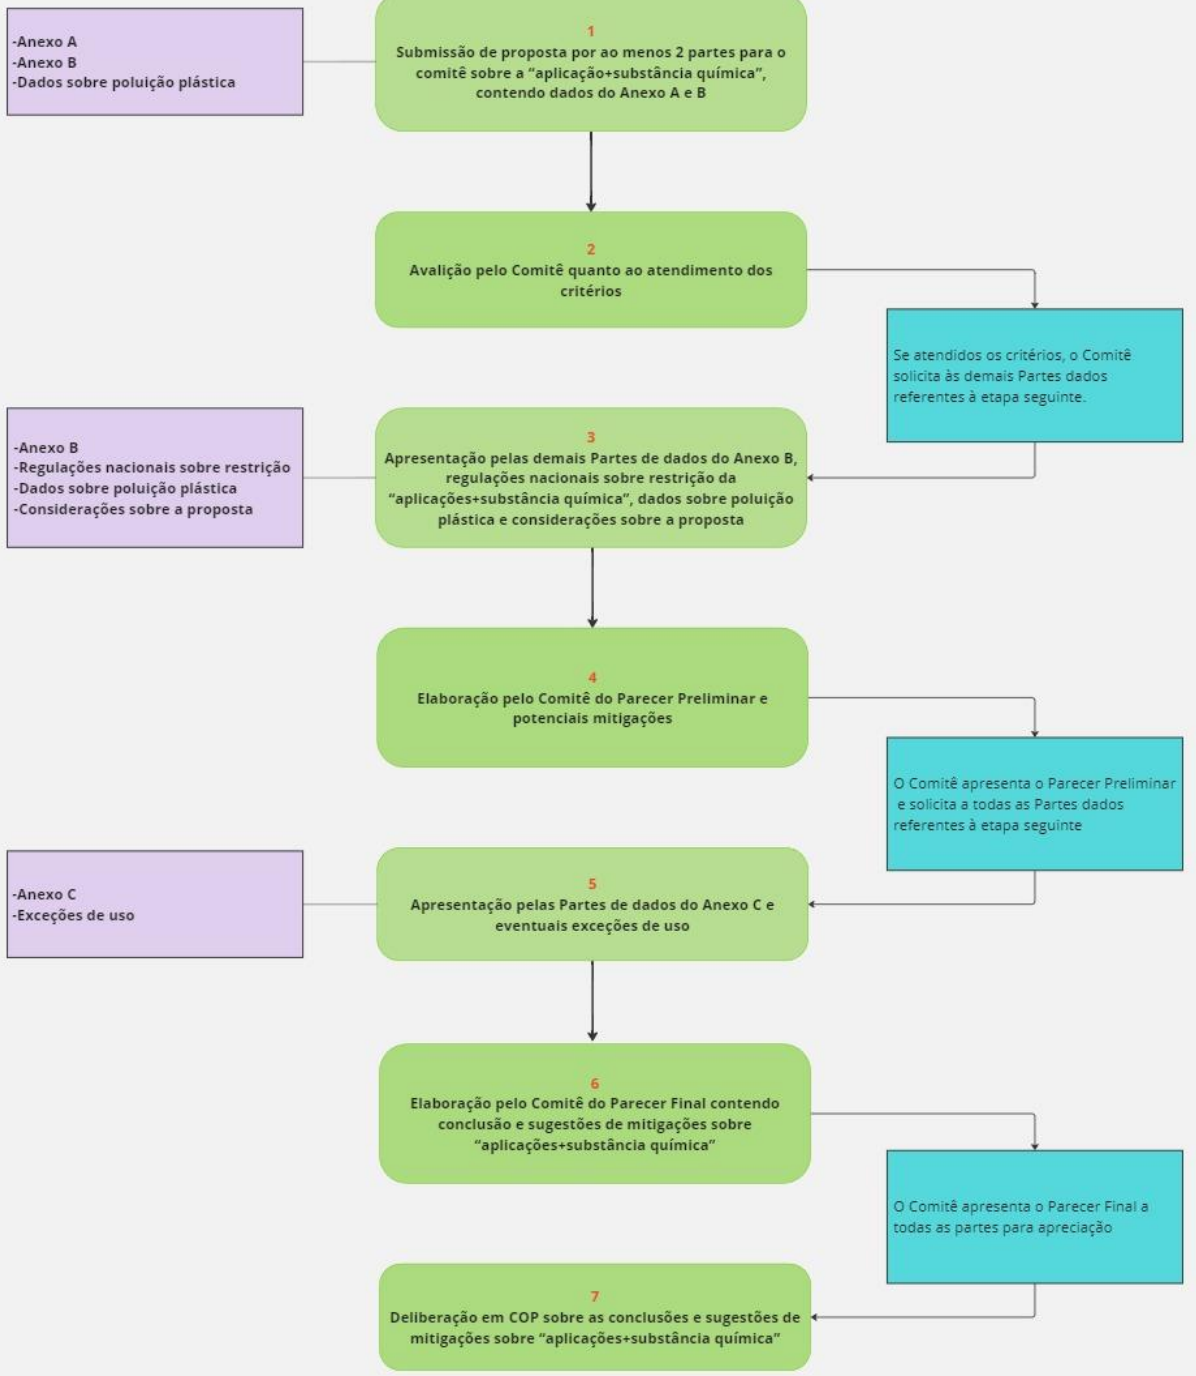 -Anexo A
-Anexo B
-Dados sobre poluição plástica
1
Submissão de proposta por ao menos 2 partes para o
comitê sobre a “aplicação+substância química”,
contendo dados do Anexo A e B
2
Avalição pelo Comitê quanto ao atendimento dos
critérios
Se atendidos os critérios, o Comitê
solicita às demais Partes dados
referentes à etapa seguinte.
-Anexo B
-Regulações nacionais sobre restrição
-Dados sobre poluição plástica
-Considerações sobre a proposta
3
Apresentação pelas demais Partes de dados do Anexo B,
regulações nacionais sobre restrição da
“aplicações+substância química”, dados sobre poluição
plástica e considerações sobre a proposta
4
Elaboração pelo Comitê do Parecer Preliminar e
potenciais mitigações
O Comitê apresenta o Parecer Preliminar
e solicita a todas as Partes dados
referentes à etapa seguinte
-Anexo C
-Exceções de uso
5
Apresentação pelas Partes de dados do Anexo C e
eventuais exceções de uso
6
Elaboração pelo Comitê do Parecer Final contendo
conclusão e sugestões de mitigações sobre
“aplicações+substância química”
O Comitê apresenta o Parecer Final a
todas as partes para apreciação
7
Deliberação em COP sobre as conclusões e sugestões de
mitigações sobre “aplicações+substância química”